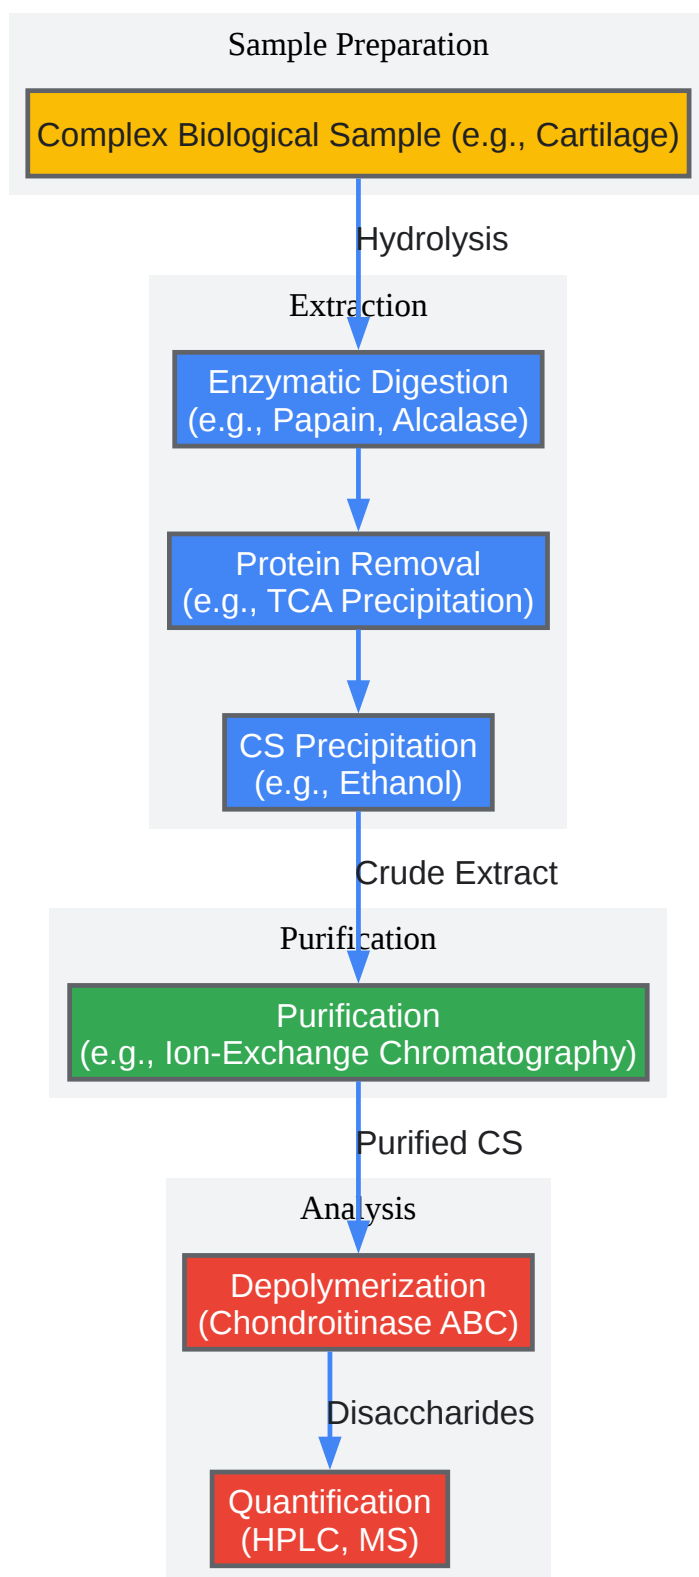 Sample Preparation
Complex Biological Sample (e.g., Cartilage)
Hydrolysis
Extraction
Enzymatic Digestion
(e.g., Papain, Alcalase)
Protein Removal
(e.g., TCA Precipitation)
CS Precipitation
(e.g., Ethanol)
Crude Extract
Purification
Purification
(e.g., Ion-Exchange Chromatography)
Purified CS
Analysis
Depolymerization
(Chondroitinase ABC)
Disaccharides
Quantification
(HPLC, MS)